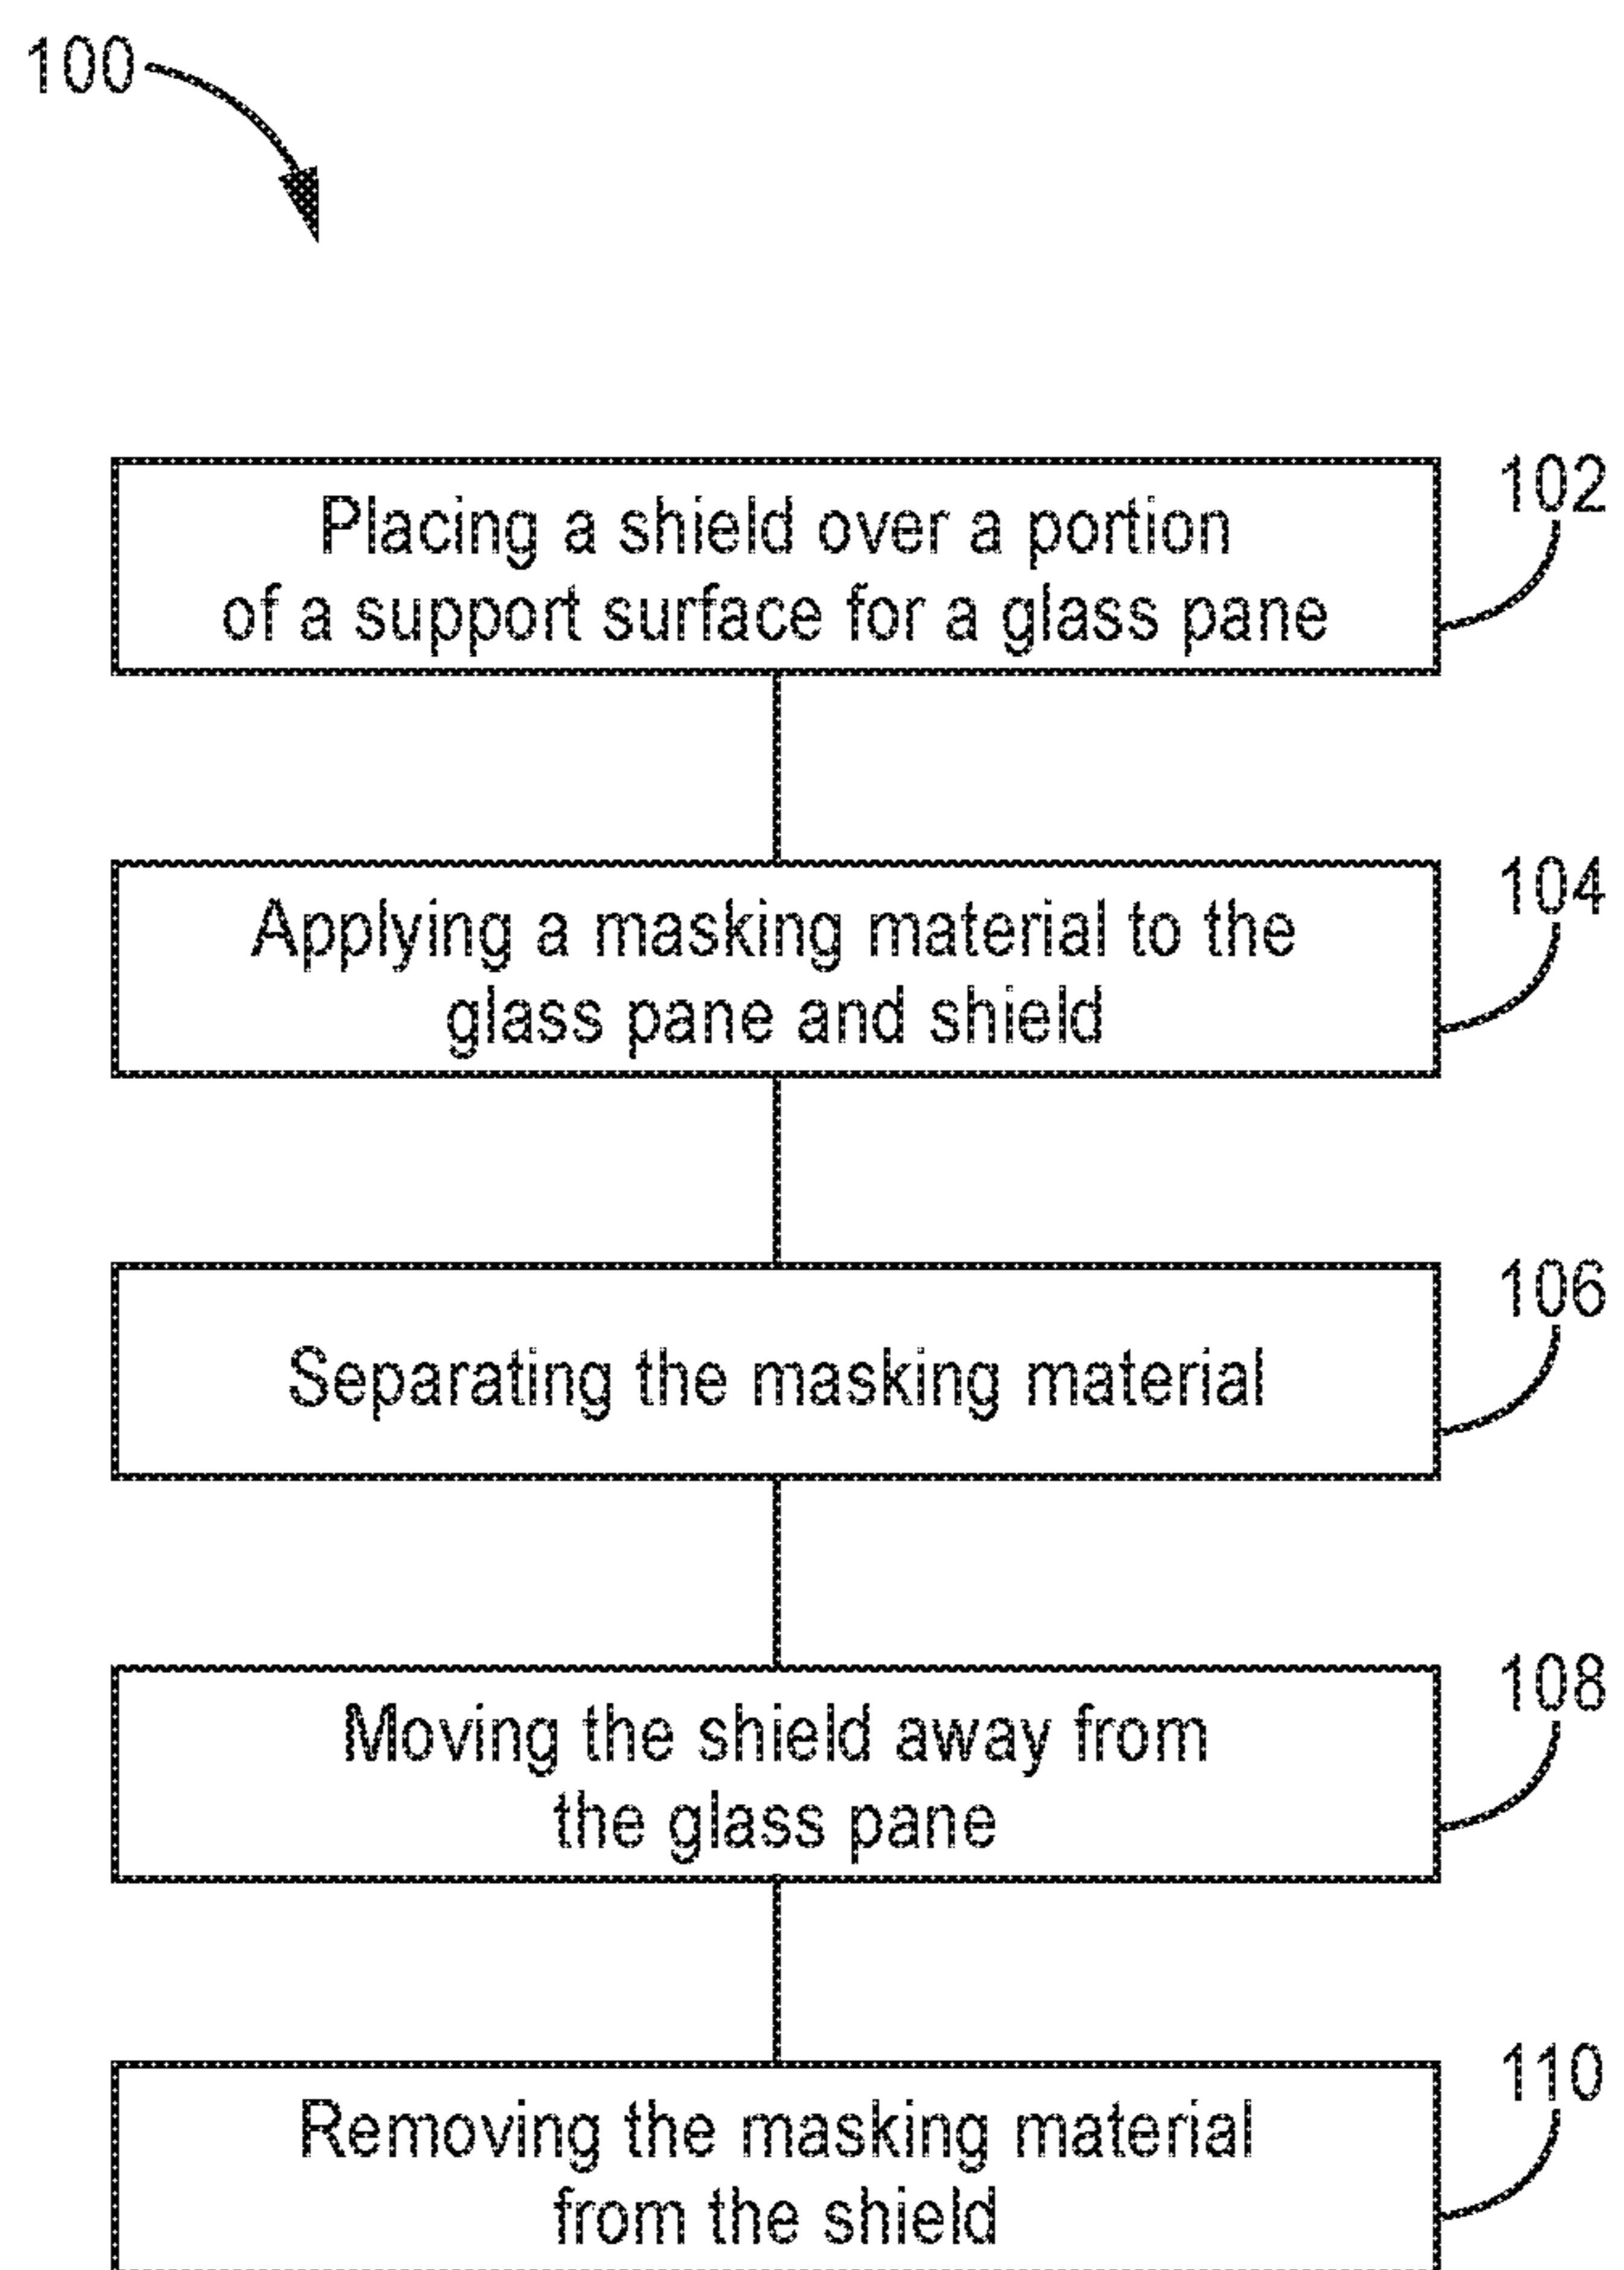 100
Placing a shield over a portion
of a support surface for a glass pane
102
Applying a masking material to the
glass pane and shield
104
Separating the masking material
106
Moving the shield away from
the glass pane
108
Removing the masking material
from the shield
110